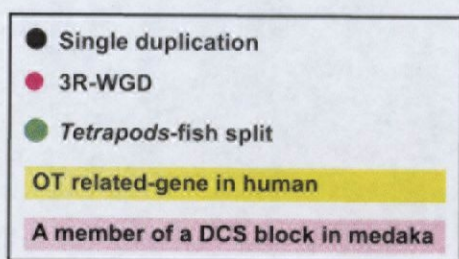 Single duplication
3R-WGD
Tetrapods-fish split
OT related-gene in human
A member of a DCS block in medaka